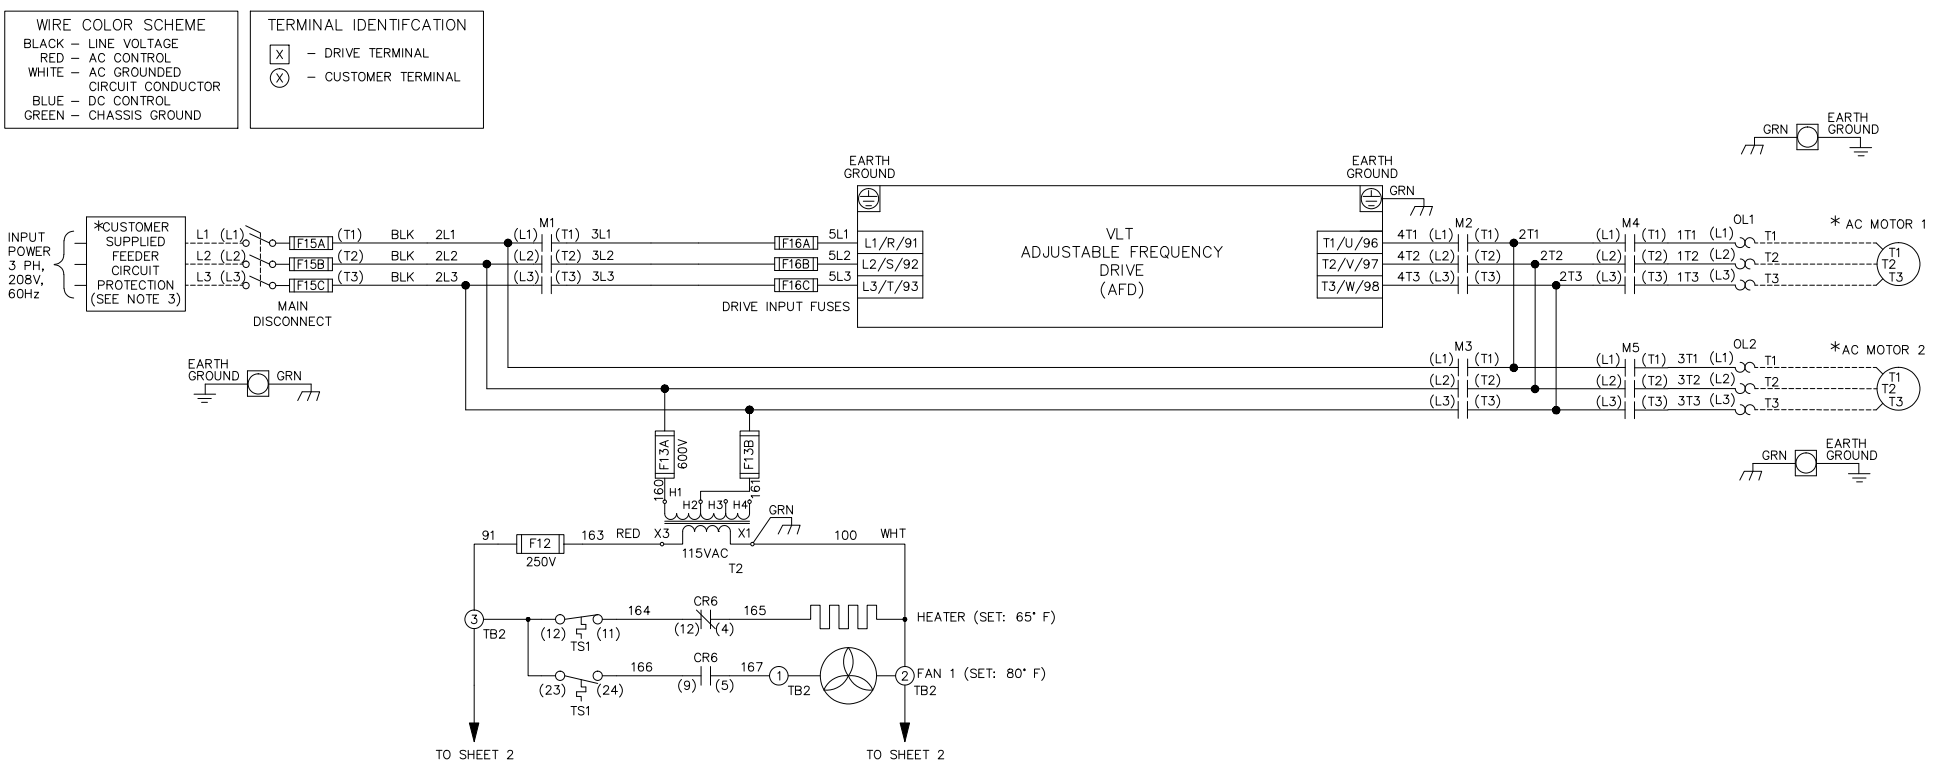 WIRE COLOR SCHEME
BLACK – LINE VOLTAGE
RED – AC CONTROL
WHITE – AC GROUNDED
CIRCUIT CONDUCTOR
BLUE – DC CONTROL
GREEN – CHASSIS GROUND
TERMINAL IDENTIFCATION
X – DRIVE TERMINAL
X – CUSTOMER TERMINAL
GRN
EARTH
GROUND
EARTH
GROUND
EARTH
GROUND
GRN
INPUT
POWER
3 PH,
208V,
60Hz
*CUSTOMER
SUPPLIED
FEEDER
CIRCUIT
PROTECTION
(SEE NOTE 3)
L1 (L1) F15A (T1) BLK 2L1 (L1) M1 (T1) 3L1 F16A 5L1 L1/R/91
L2 (L2) F15B (T2) BLK 2L2 (L2) (T2) 3L2 F16B 5L2 L2/S/92
L3 (L3) F15C (T3) BLK 2L3 (L3) (T3) 3L3 F16C 5L3 L3/T/93
MAIN
DISCONNECT
DRIVE INPUT FUSES
VLT
ADJUSTABLE FREQUENCY
DRIVE
(AFD)
T1/U/96 4T1 (L1) M2 (T1) 2T1 (L1) M4 (T1) 1T1 (L1) OL1 T1
T2/V/97 4T2 (L2) (T2) 2T2 (L2) (T2) 1T2 (L2) T2
T3/W/98 4T3 (L3) (T3) 2T3 (L3) (T3) 1T3 (L3) T3
* AC MOTOR 1
T1
T2
T3
EARTH
GROUND
GRN
M3 M5 OL2
(L1) (T1) (L1) (T1) 3T1 (L1) T1
(L2) (T2) (L2) (T2) 3T2 (L2) T2
(L3) (T3) (L3) (T3) 3T3 (L3) T3
*AC MOTOR 2
T1
T2
T3
GRN
EARTH
GROUND
F13A
600V
F13B
160
161
H1
H2 H3 H4
GRN
91 F12 163 RED X3 X1 100 WHT
250V
115VAC
T2
3
TB2
(12) (11)
TS1
164
CR6
(12) (4)
165
HEATER (SET: 65° F)
(23) (24)
TS1
166
CR6
(9) (5)
167
1
TB2
2
TB2
FAN 1 (SET: 80° F)
TO SHEET 2
TO SHEET 2